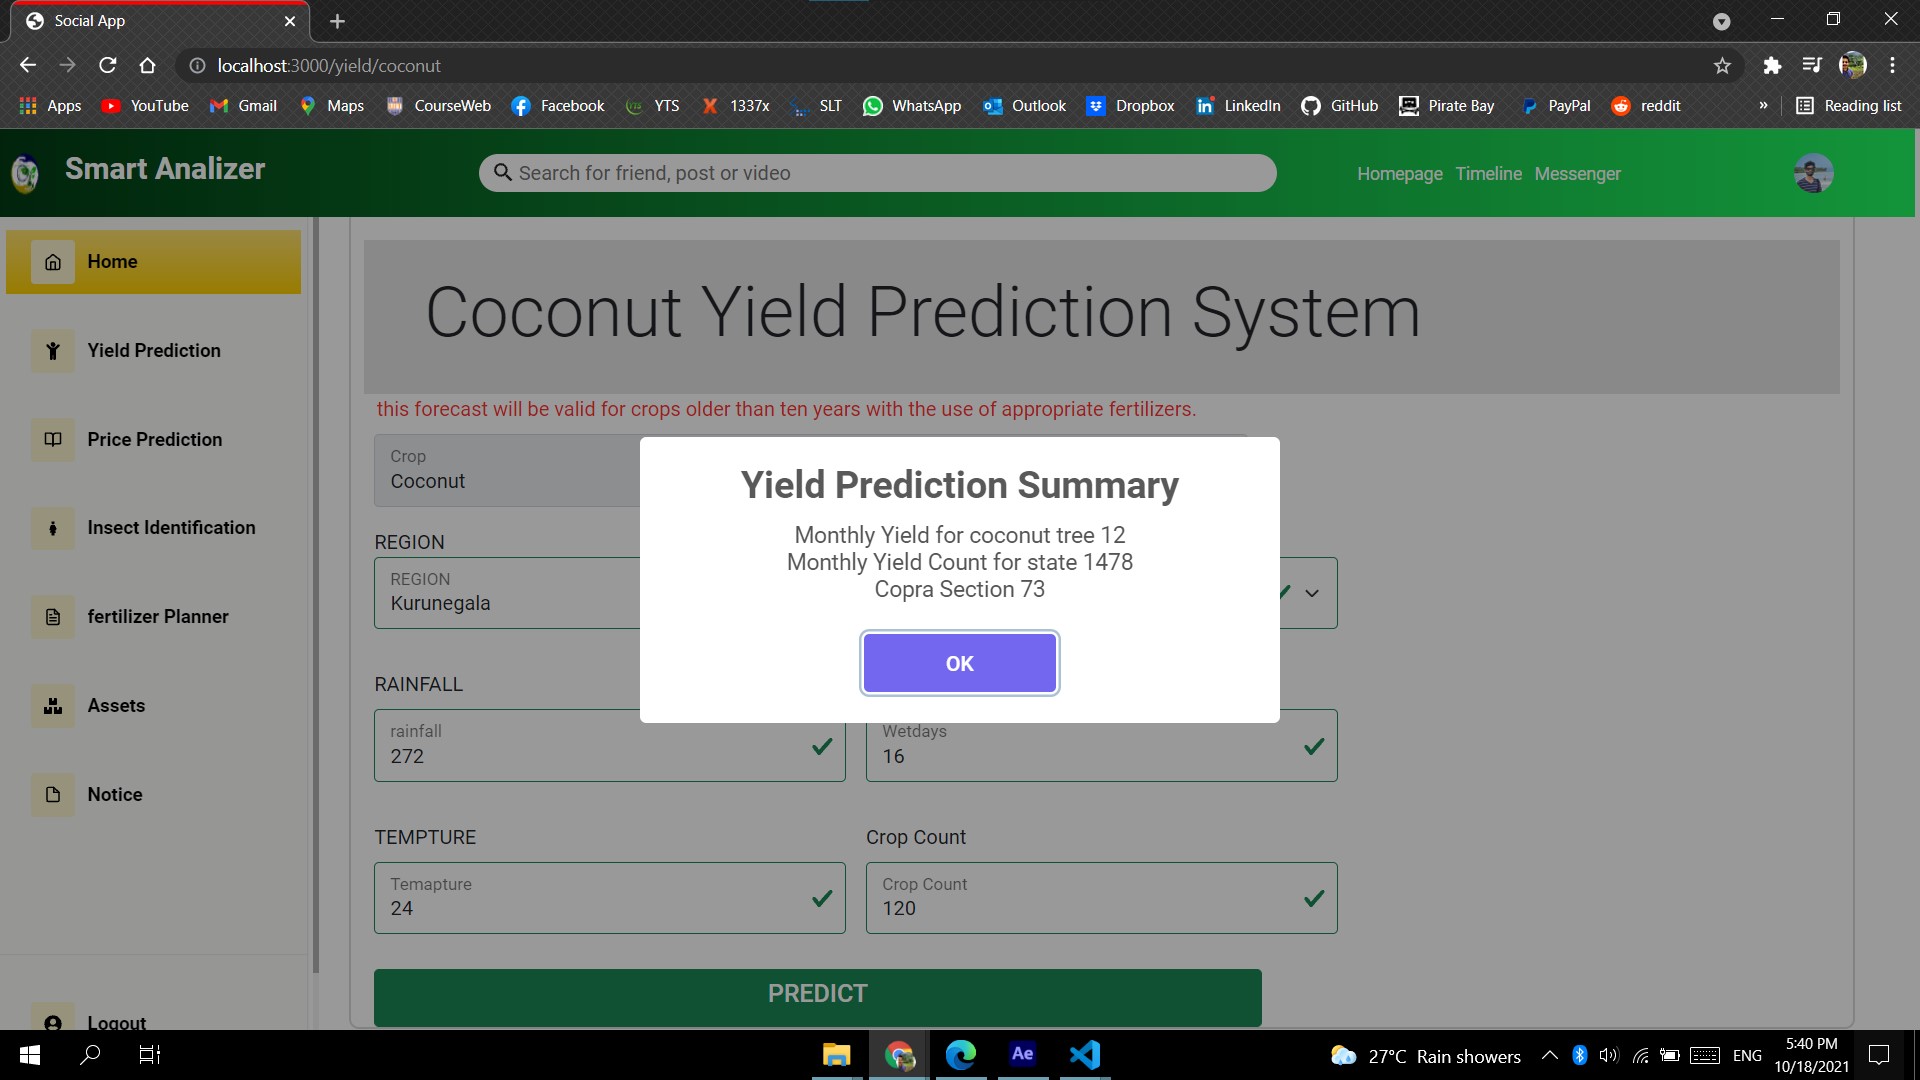 Social App
localhost:3000/yield/coconut
Apps YouTube Gmail Maps CourseWeb Facebook YTS 1337x SLT WhatsApp Outlook Dropbox LinkedIn GitHub Pirate Bay PayPal reddit » Reading list
Smart Analizer
Search for friend, post or video
Homepage Timeline Messenger
Home
Yield Prediction
Price Prediction
Insect Identification
fertilizer Planner
Assets
Notice
Logout
Coconut Yield Prediction System
this forecast will be valid for crops older than ten years with the use of appropriate fertilizers.
Crop
Coconut
REGION
REGION
Kurunegala
Yield Prediction Summary
Monthly Yield for coconut tree 12
Monthly Yield Count for state 1478
Copra Section 73
OK
RAINFALL
rainfall
272
Wetdays
16
TEMPTURE
Temapture
24
Crop Count
Crop Count
120
PREDICT
Ae
27°C Rain showers
ENG
5:40 PM
10/18/2021